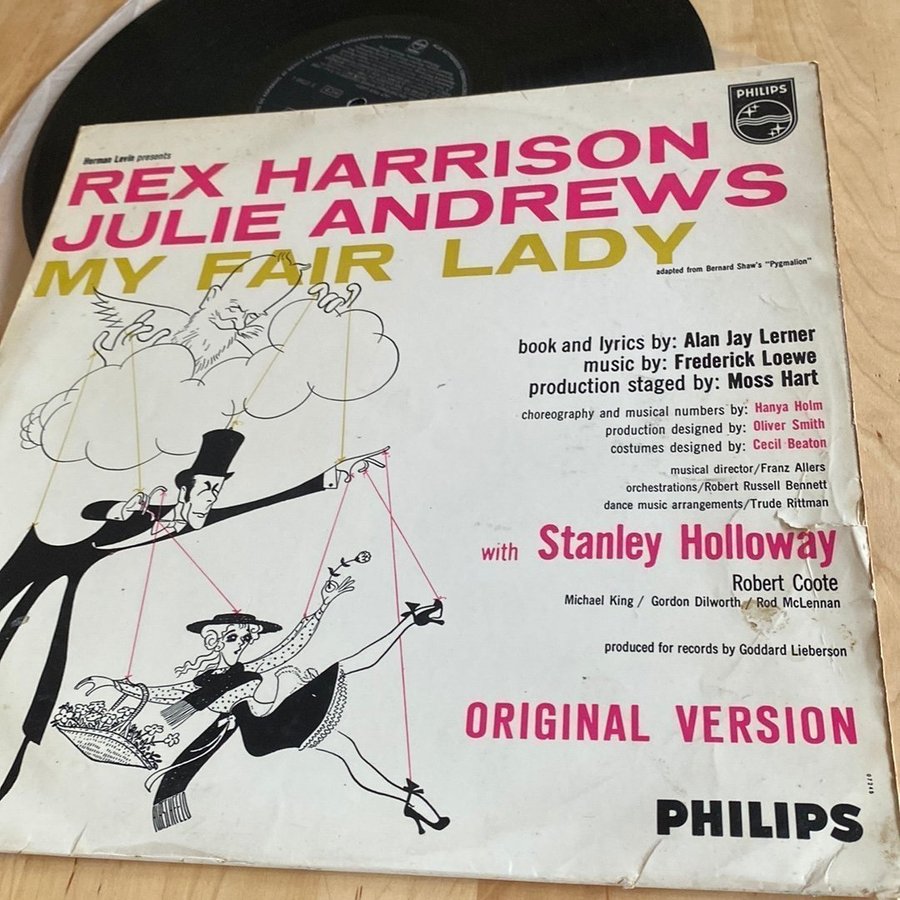 PHILIPS
Herman Levin presents
REX HARRISON
JULIE ANDREWS
MY FAIR LADY
adapted from Bernard Shaw's "Pygmalion"
book and lyrics by: Alan Jay Lerner
music by: Frederick Loewe
production staged by: Moss Hart
choreography and musical numbers by: Hanya Holm
production designed by: Oliver Smith
costumes designed by: Cecil Beaton
musical director/Franz Allers
orchestrations/Robert Russell Bennett
dance music arrangements/Trude Rittman
with Stanley Holloway
Robert Coote
Michael King / Gordon Dilworth / Rod McLennan
produced for records by Goddard Lieberson
ORIGINAL VERSION
PHILIPS